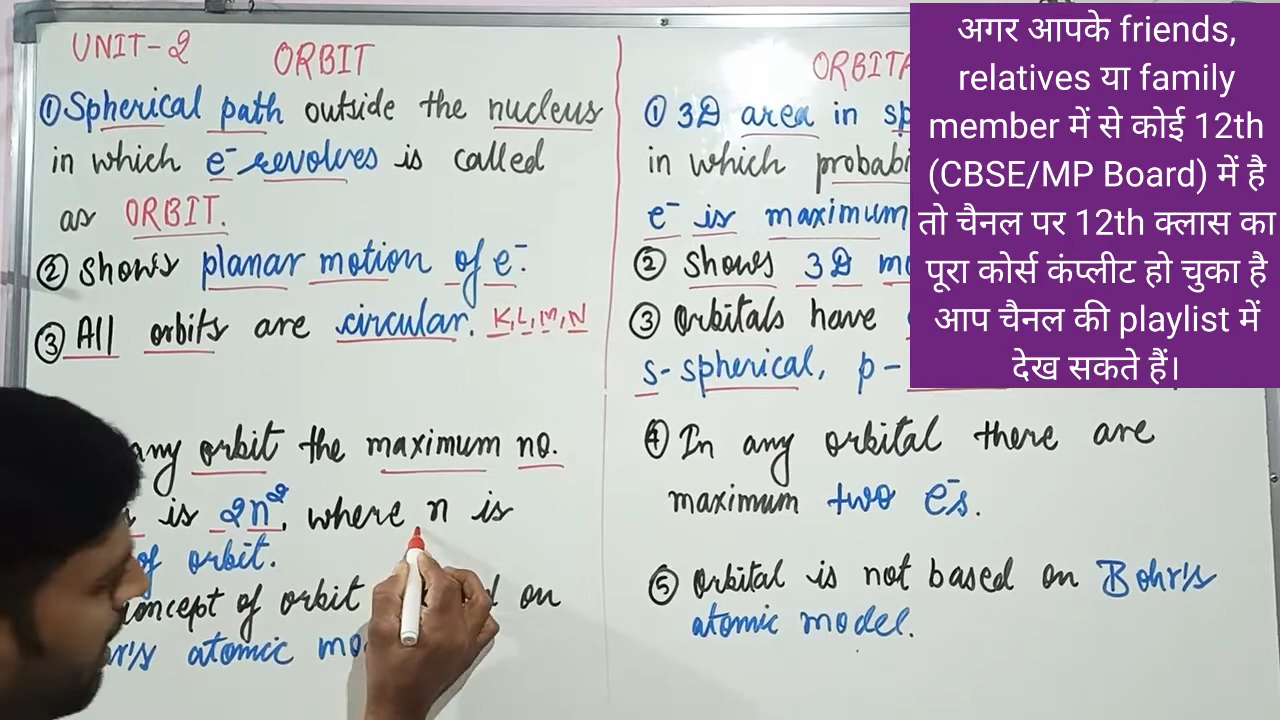 UNIT-2 ORBIT
① Spherical path outside the nucleus
in which e⁻ revolves is called
as ORBIT.
② shows planar motion of e⁻.
③ All orbits are circular. K, L, M, N
any orbit the maximum no.
is 2n², where n is
of orbit.
concept of orbit on
atomic
① 3D area in
in which
e⁻ is maximum
② shows 3D
③ Orbitals have
s- spherical, p-
④ In any orbital there are
maximum two e⁻s.
⑤ Orbital is not based on Bohr's
atomic model.
अगर आपके friends,
relatives या family
member में से कोई 12th
(CBSE/MP Board) में है
तो चैनल पर 12th क्लास का
पूरा कोर्स कंप्लीट हो चुका है
आप चैनल की playlist में
देख सकते हैं।